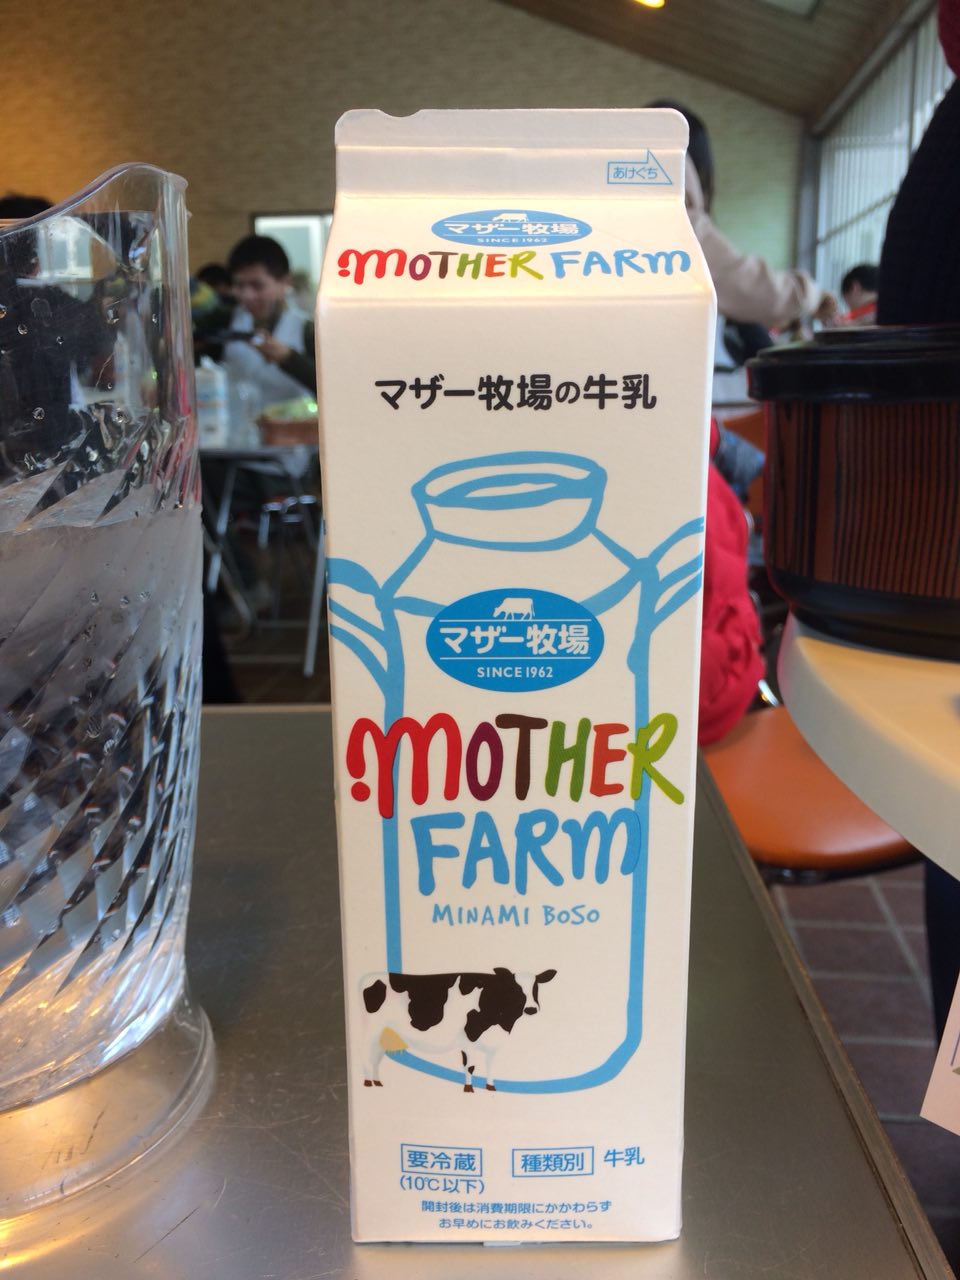 あけぐち
マザー牧場
SINCE 1962
MOTHER FARM
マザー牧場の牛乳
マザー牧場
SINCE 1962
MOTHER
FARM
MINAMI BOSO
要冷蔵 種類別 牛乳
(10℃以下)
開封後は消費期限にかかわらず
お早めにお飲みください。